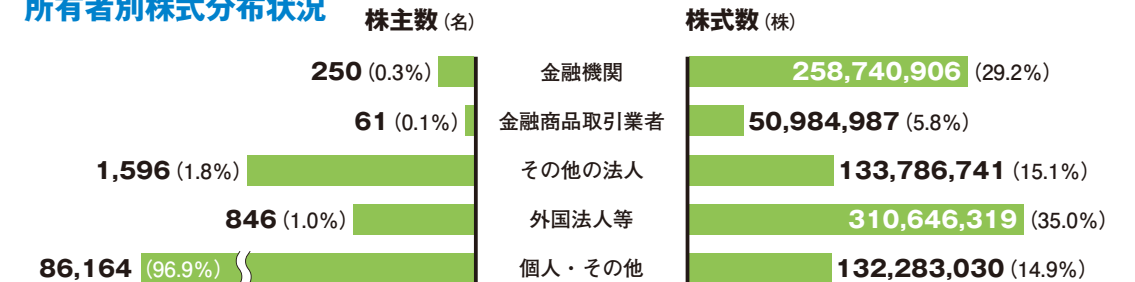 所有者別株式分布状況
株主数（名） 株式数（株）
250（0.3%） 金融機関 258,740,906（29.2%）
61（0.1%） 金融商品取引業者 50,984,987（5.8%）
1,596（1.8%） その他の法人 133,786,741（15.1%）
846（1.0%） 外国法人等 310,646,319（35.0%）
86,164（96.9%） 個人・その他 132,283,030（14.9%）